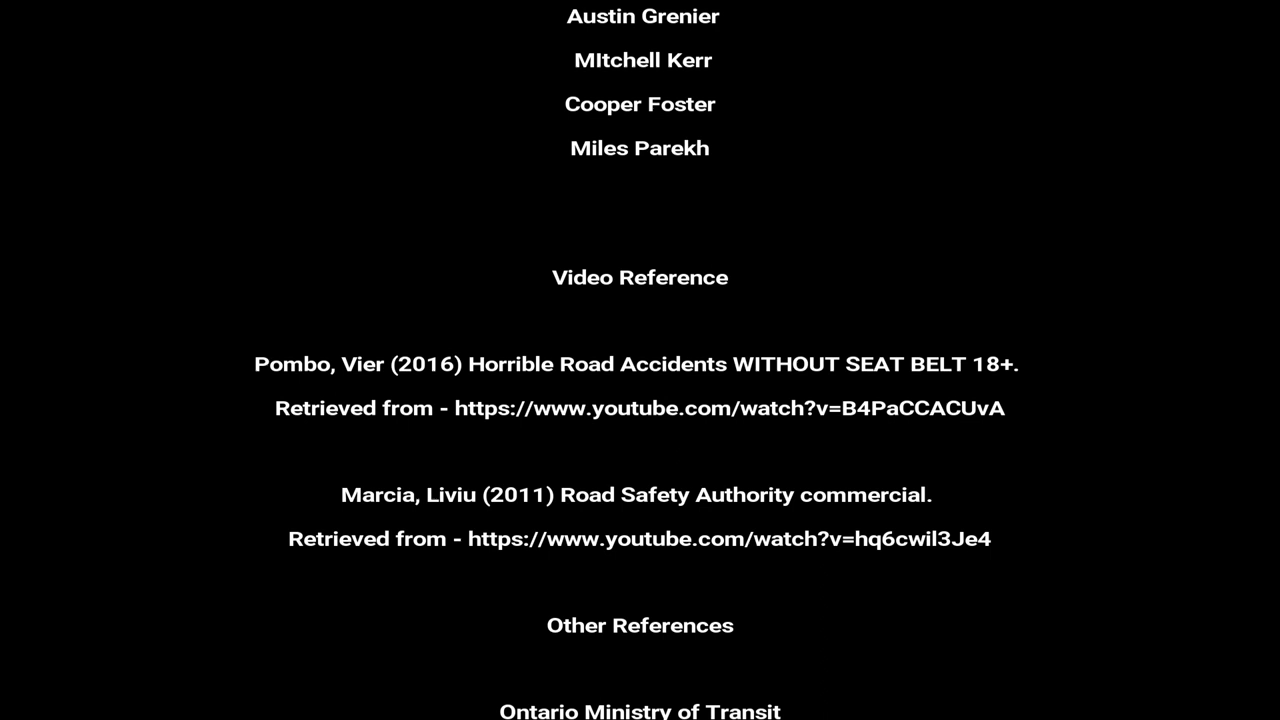 Austin Grenier
MItchell Kerr
Cooper Foster
Miles Parekh
Video Reference
Pombo, Vier (2016) Horrible Road Accidents WITHOUT SEAT BELT 18+.
Retrieved from - https://www.youtube.com/watch?v=B4PaCCACUvA
Marcia, Liviu (2011) Road Safety Authority commercial.
Retrieved from - https://www.youtube.com/watch?v=hq6cwil3Je4
Other References
Ontario Ministry of Transit